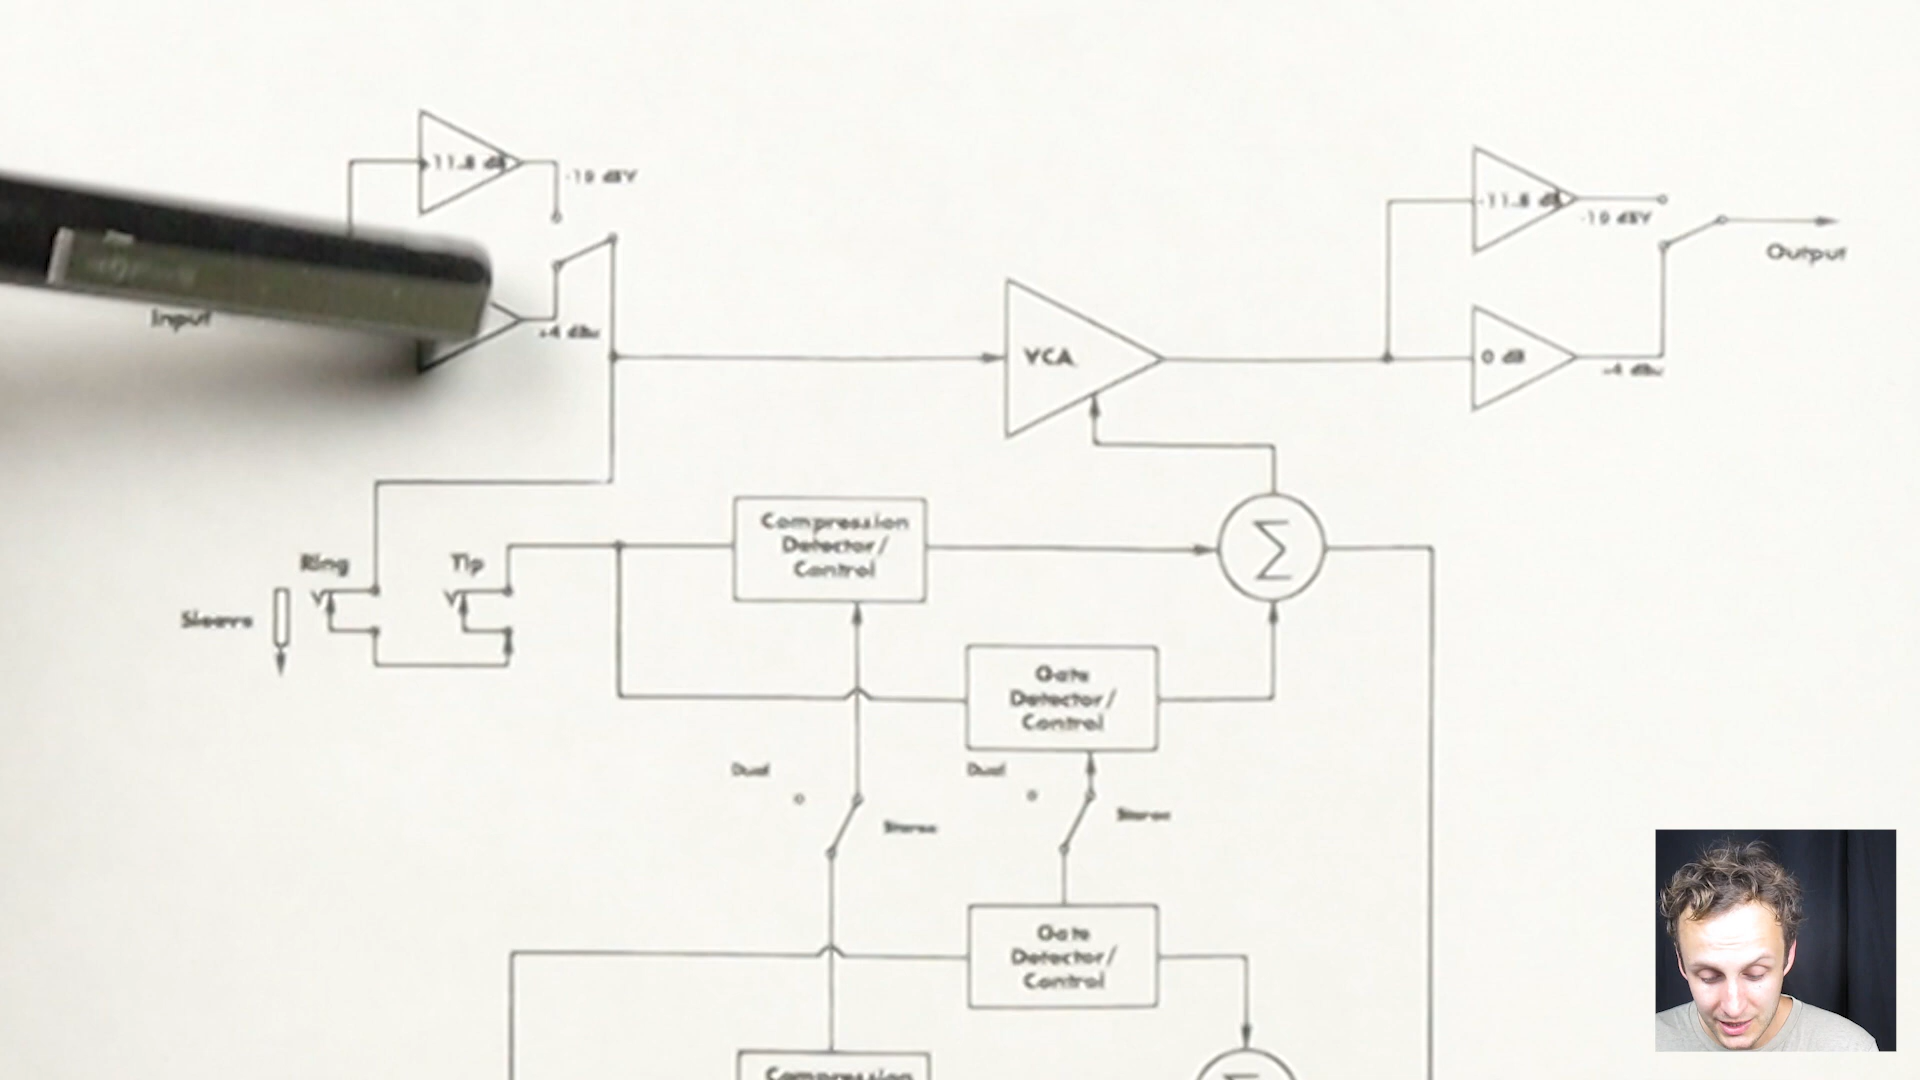 11.8 dB
-10 dBV
-11.8 dB
-10 dBV
Output
Input
+4 dBu
VCA
0 dB
+4 dBu
Compression
Detector/
Control
Σ
Ring
Tip
Sleeve
Gate
Detector/
Control
Dual
Dual
Stereo
Stereo
Gate
Detector/
Control
Compression